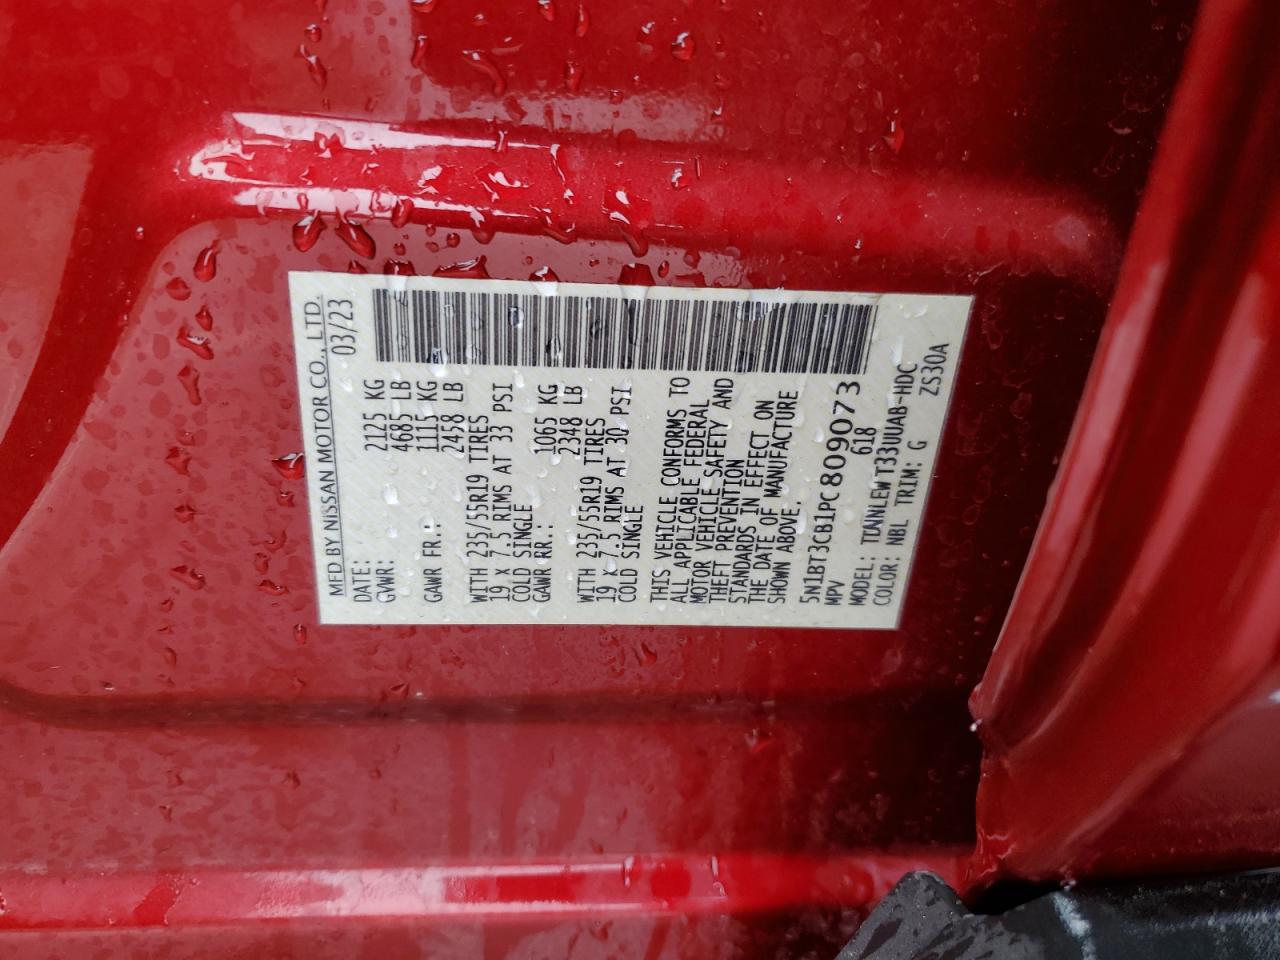 MFD BY NISSAN MOTOR CO., LTD.
DATE: 03/23
GVWR: 2125 KG
4685 LB
GAWR FR.: 1115 KG
2458 LB
WITH 235/55R19 TIRES
19 x 7.5 RIMS AT 33 PSI
COLD SINGLE
GAWR RR.: 1065 KG
2348 LB
WITH 235/55R19 TIRES
19 x 7.5 RIMS AT 30 PSI
COLD SINGLE
THIS VEHICLE CONFORMS TO
ALL APPLICABLE FEDERAL
MOTOR VEHICLE SAFETY AND
THEFT PREVENTION
STANDARDS IN EFFECT ON
THE DATE OF MANUFACTURE
SHOWN ABOVE.
5N1BT3CB1PC809073
MPV 618
MODEL: TLWNLEW T33UUAB-HDC
COLOR: NBL TRIM: G ZS30A